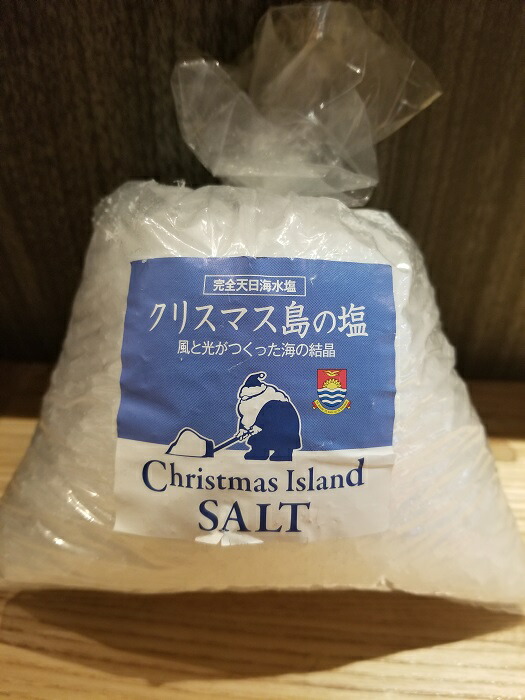 完全天日海水塩
クリスマス島の塩
風と光がつくった海の結晶
Christmas Island
SALT